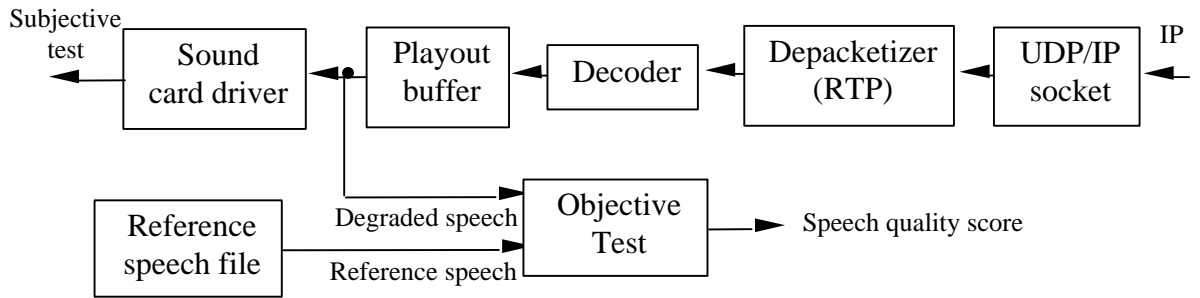 Subjective
test
Sound
card driver
Playout
buffer
Decoder
Depacketizer
(RTP)
UDP/IP
socket
IP
Reference
speech file
Degraded speech
Reference speech
Objective
Test
Speech quality score